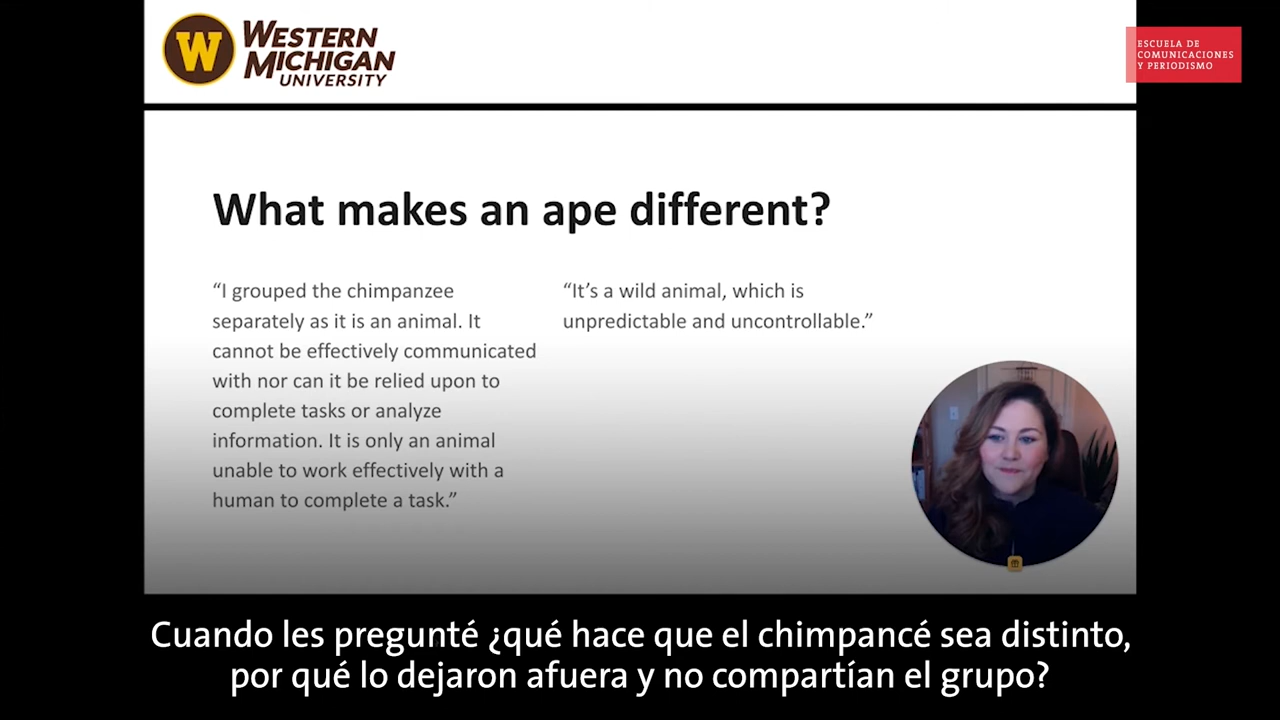 WESTERN
MICHIGAN
UNIVERSITY
ESCUELA DE
COMUNICACIONES
Y PERIODISMO
What makes an ape different?
“I grouped the chimpanzee
separately as it is an animal. It
cannot be effectively communicated
with nor can it be relied upon to
complete tasks or analyze
information. It is only an animal
unable to work effectively with a
human to complete a task.”
“It’s a wild animal, which is
unpredictable and uncontrollable.”
Cuando les pregunté ¿qué hace que el chimpancé sea distinto,
por qué lo dejaron afuera y no compartían el grupo?